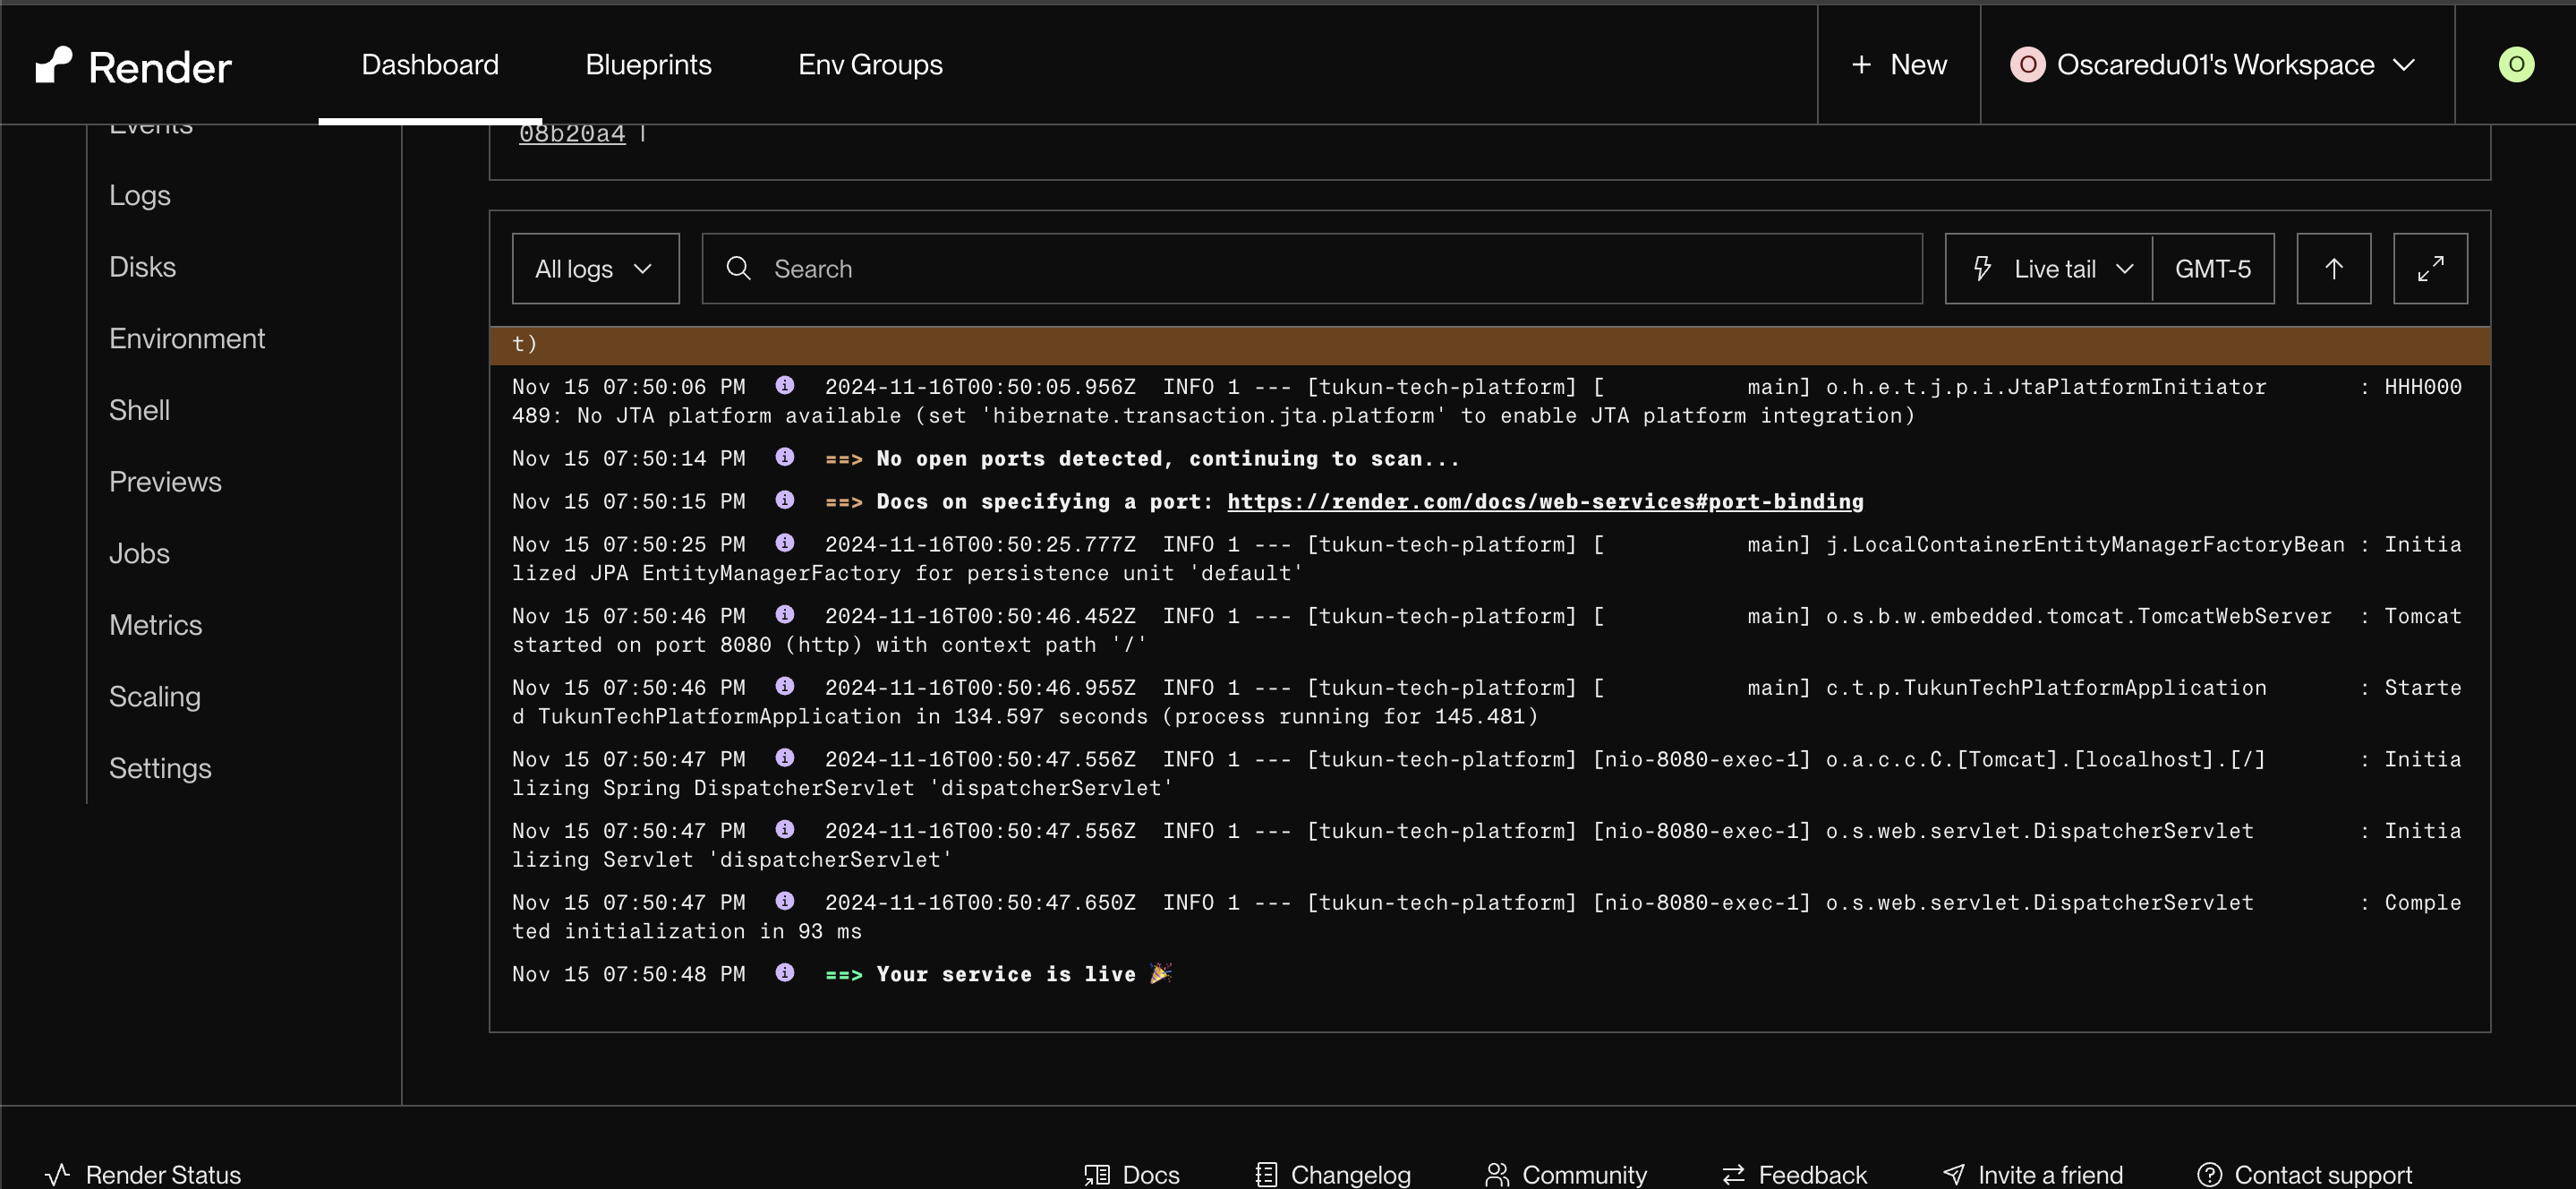 Render
Dashboard
Blueprints
Env Groups
+ New
O Oscaredu01's Workspace
O
Events
08b20a4
Logs
Disks
Environment
Shell
Previews
Jobs
Metrics
Scaling
Settings
All logs
Search
Live tail
GMT-5
t)
Nov 15 07:50:06 PM 2024-11-16T00:50:05.956Z  INFO 1 --- [tukun-tech-platform] [           main] o.h.e.t.j.p.i.JtaPlatformInitiator       : HHH000
489: No JTA platform available (set 'hibernate.transaction.jta.platform' to enable JTA platform integration)
Nov 15 07:50:14 PM ==> No open ports detected, continuing to scan...
Nov 15 07:50:15 PM ==> Docs on specifying a port: https://render.com/docs/web-services#port-binding
Nov 15 07:50:25 PM 2024-11-16T00:50:25.777Z  INFO 1 --- [tukun-tech-platform] [           main] j.LocalContainerEntityManagerFactoryBean : Initia
lized JPA EntityManagerFactory for persistence unit 'default'
Nov 15 07:50:46 PM 2024-11-16T00:50:46.452Z  INFO 1 --- [tukun-tech-platform] [           main] o.s.b.w.embedded.tomcat.TomcatWebServer  : Tomcat
started on port 8080 (http) with context path '/'
Nov 15 07:50:46 PM 2024-11-16T00:50:46.955Z  INFO 1 --- [tukun-tech-platform] [           main] c.t.p.TukunTechPlatformApplication       : Starte
d TukunTechPlatformApplication in 134.597 seconds (process running for 145.481)
Nov 15 07:50:47 PM 2024-11-16T00:50:47.556Z  INFO 1 --- [tukun-tech-platform] [nio-8080-exec-1] o.a.c.c.C.[Tomcat].[localhost].[/]       : Initia
lizing Spring DispatcherServlet 'dispatcherServlet'
Nov 15 07:50:47 PM 2024-11-16T00:50:47.556Z  INFO 1 --- [tukun-tech-platform] [nio-8080-exec-1] o.s.web.servlet.DispatcherServlet        : Initia
lizing Servlet 'dispatcherServlet'
Nov 15 07:50:47 PM 2024-11-16T00:50:47.650Z  INFO 1 --- [tukun-tech-platform] [nio-8080-exec-1] o.s.web.servlet.DispatcherServlet        : Comple
ted initialization in 93 ms
Nov 15 07:50:48 PM ==> Your service is live 🎉
Render Status
Docs
Changelog
Community
Feedback
Invite a friend
Contact support